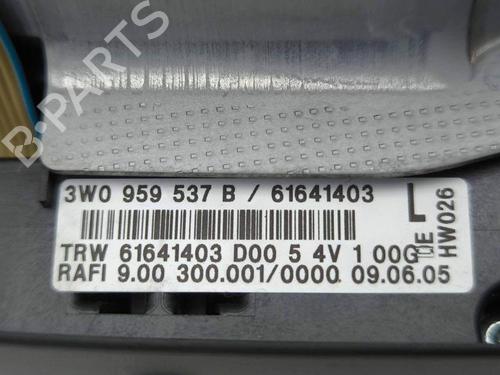 B-PARTS
3W0 959 537 B / 61641403
TRW 61641403 D00 5 4V 1 00G
RAFI 9.00 300.001/0000 09.06.05
L
E
HW026